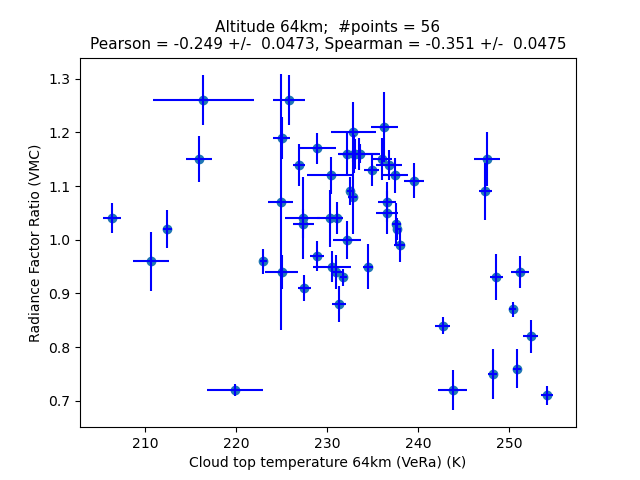 Altitude 64km;  #points = 56
Pearson = -0.249 +/-  0.0473, Spearman = -0.351 +/-  0.0475
Radiance Factor Ratio (VMC)
1.3
1.2
1.1
1.0
0.9
0.8
0.7
210 220 230 240 250
Cloud top temperature 64km (VeRa) (K)